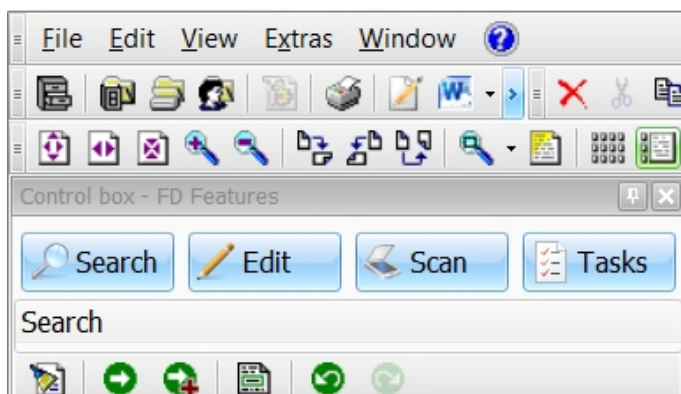 File Edit View Extras Window ?
W
Control box - FD Features
Search Edit Scan Tasks
Search